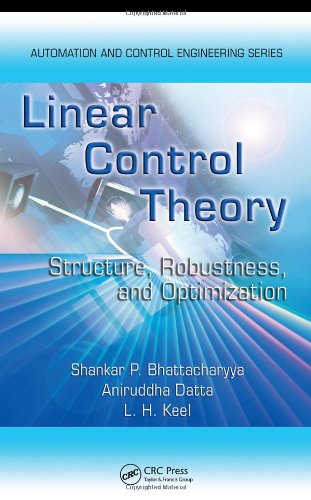 AUTOMATION AND CONTROL ENGINEERING SERIES
Linear
Control
Theory
Structure, Robustness,
and Optimization
Shankar P. Bhattacharyya
Aniruddha Datta
L. H. Keel
CRC Press
Taylor & Francis Group